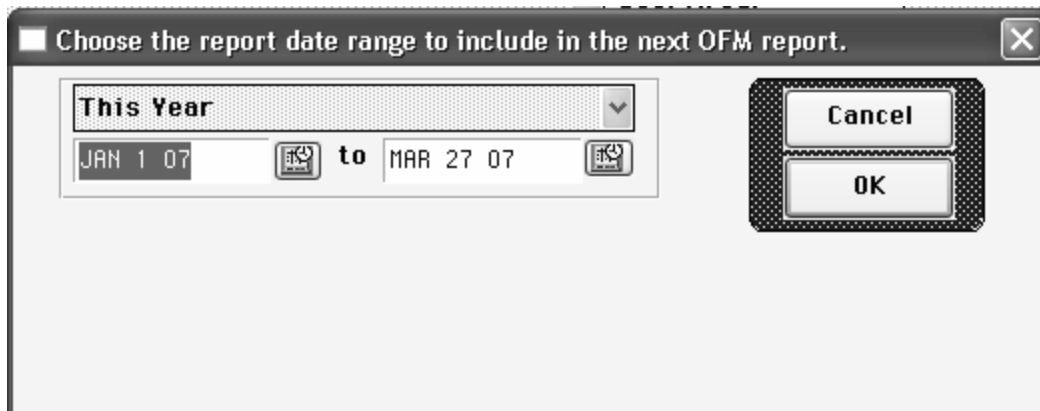 Choose the report date range to include in the next OFM report.
This Year
JAN 1 07 to MAR 27 07
Cancel
OK